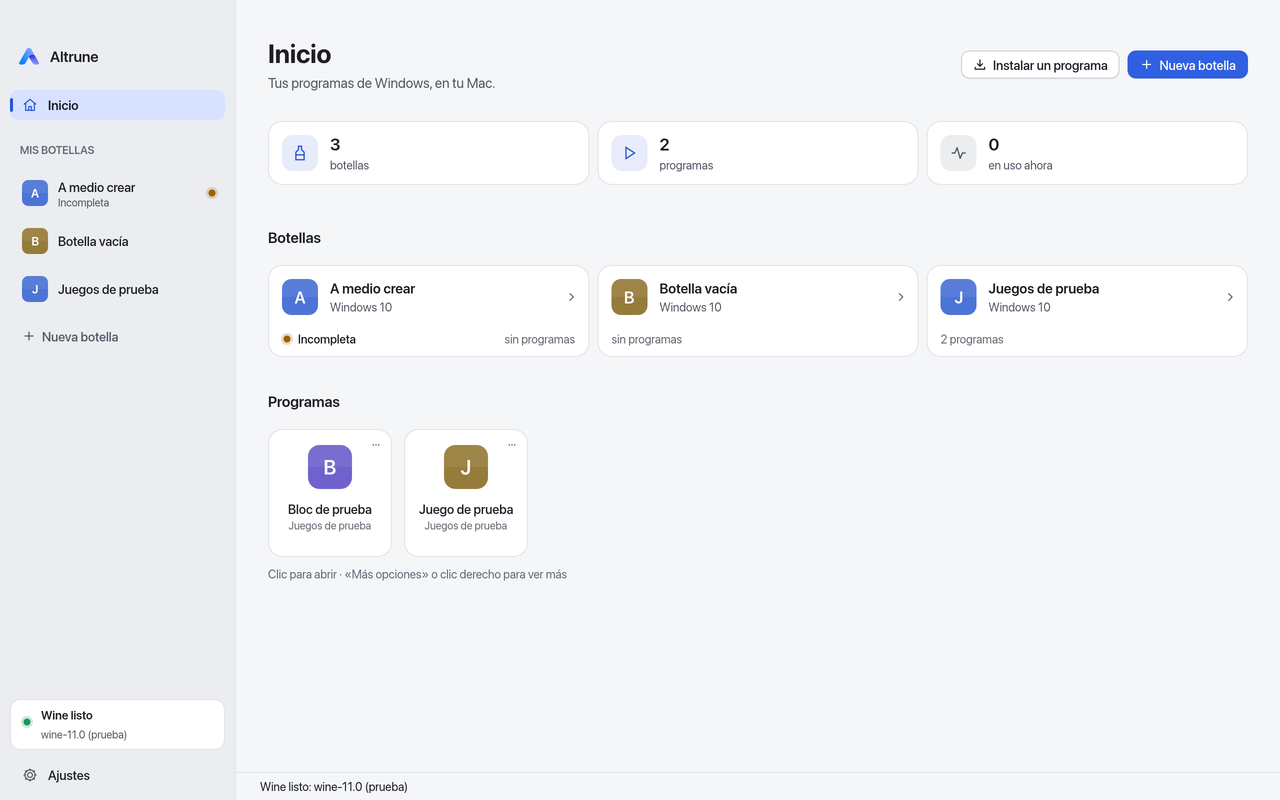 Altrune
Inicio
MIS BOTELLAS
A
A medio crear
Incompleta
B
Botella vacía
J
Juegos de prueba
Nueva botella
Wine listo
wine-11.0 (prueba)
Ajustes
Inicio
Tus programas de Windows, en tu Mac.
Instalar un programa
Nueva botella
3
botellas
2
programas
0
en uso ahora
Botellas
A
A medio crear
Windows 10
Incompleta
sin programas
B
Botella vacía
Windows 10
sin programas
J
Juegos de prueba
Windows 10
2 programas
Programas
...
B
Bloc de prueba
Juegos de prueba
...
J
Juego de prueba
Juegos de prueba
Clic para abrir · «Más opciones» o clic derecho para ver más
Wine listo: wine-11.0 (prueba)